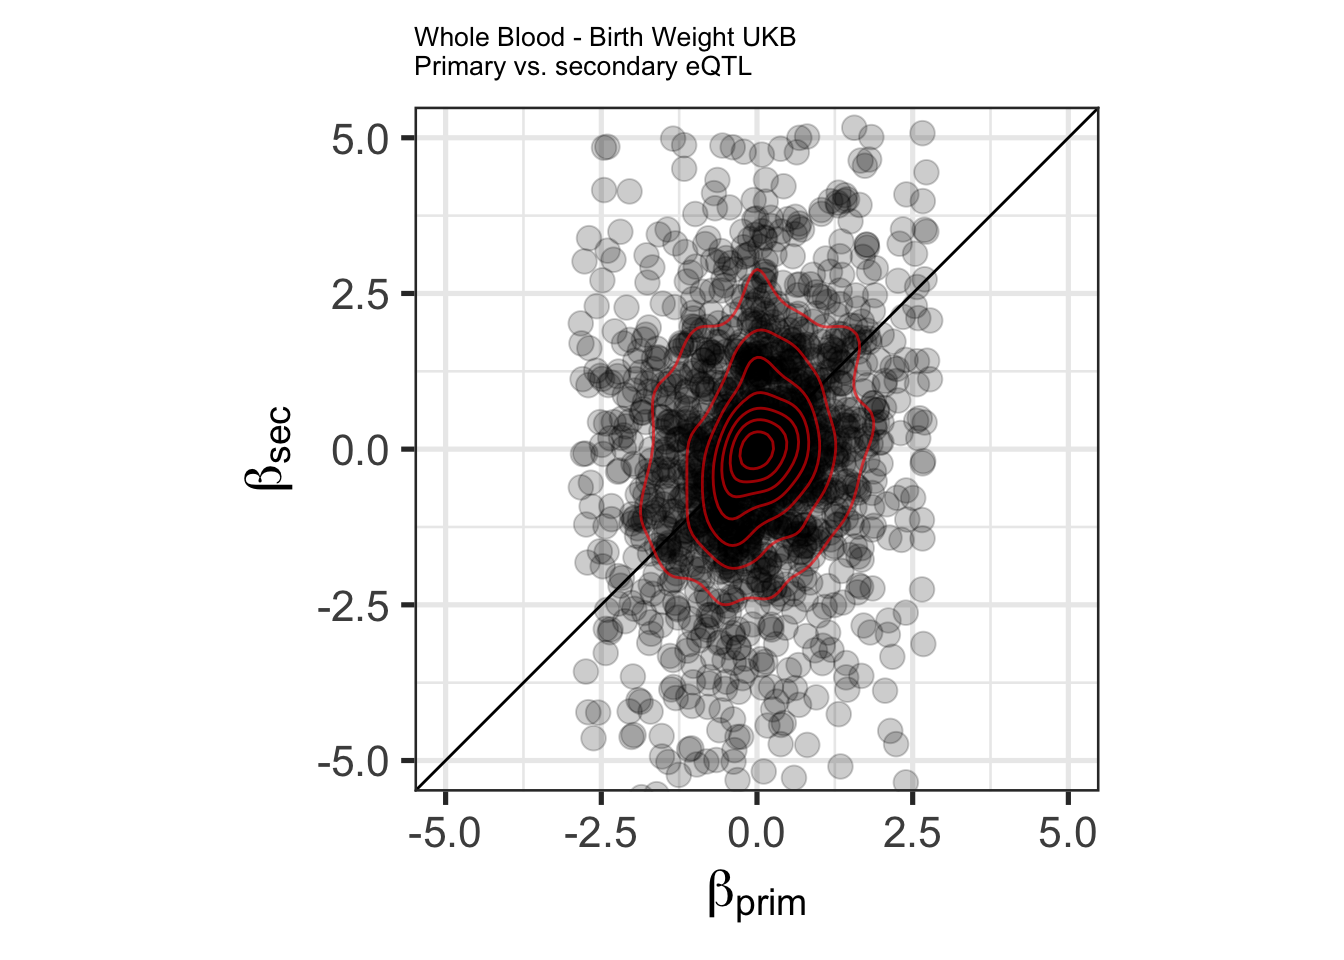 Whole Blood - Birth Weight UKB
Primary vs. secondary eQTL
5.0
2.5
0.0
-2.5
-5.0
βsec
-5.0 -2.5 0.0 2.5 5.0
βprim